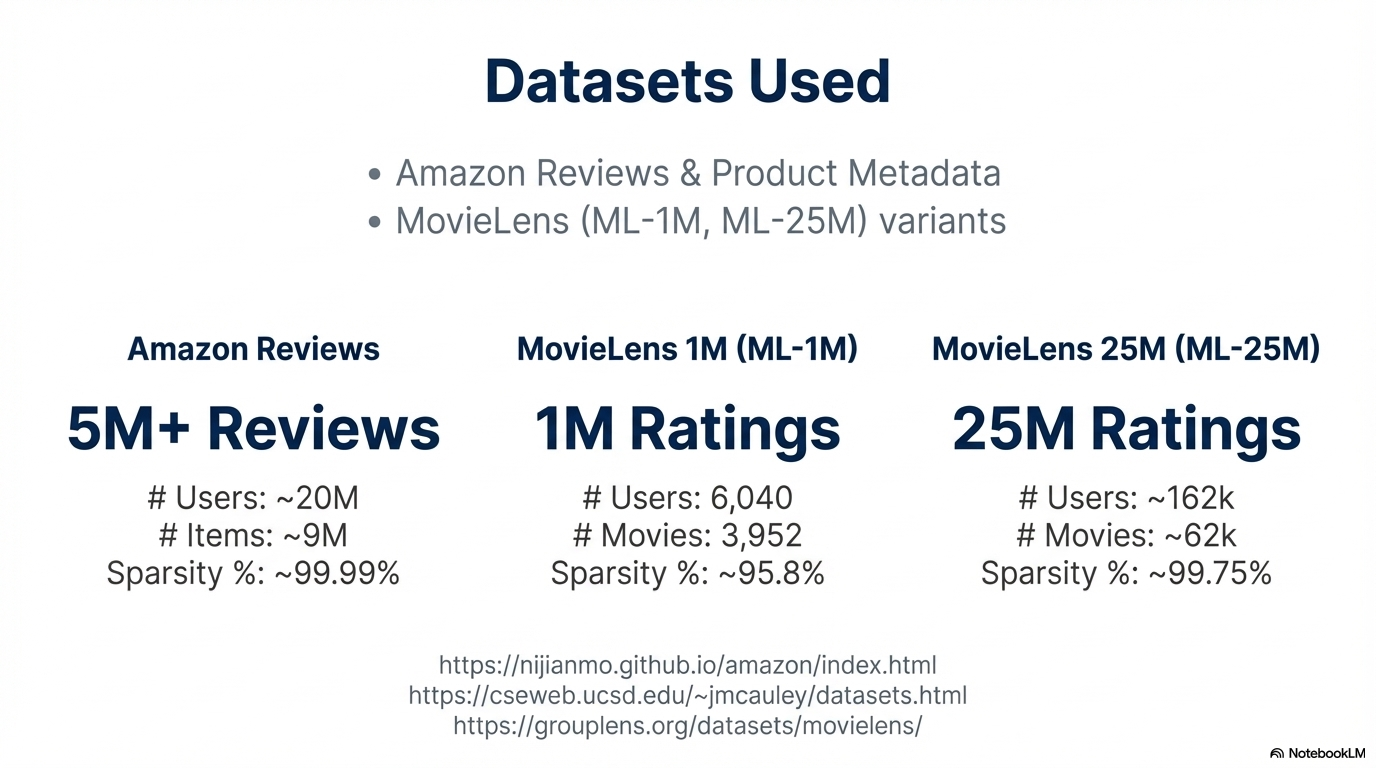 Datasets Used
• Amazon Reviews & Product Metadata
• MovieLens (ML-1M, ML-25M) variants
Amazon Reviews
5M+ Reviews
# Users: ~20M
# Items: ~9M
Sparsity %: ~99.99%
MovieLens 1M (ML-1M)
1M Ratings
# Users: 6,040
# Movies: 3,952
Sparsity %: ~95.8%
MovieLens 25M (ML-25M)
25M Ratings
# Users: ~162k
# Movies: ~62k
Sparsity %: ~99.75%
https://nijianmo.github.io/amazon/index.html
https://cseweb.ucsd.edu/~jmcauley/datasets.html
https://grouplens.org/datasets/movielens/
NotebookLM